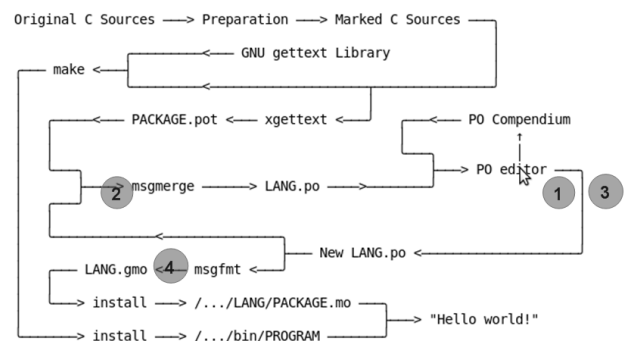 Original C Sources Preparation Marked C Sources
GNU gettext Library
make
PACKAGE.pot xgettext PO Compendium
PO editor
2 msgmerge LANG.po 1 3
New LANG.po
LANG.gmo 4 msgfmt
install /.../LANG/PACKAGE.mo
"Hello world!"
install /.../bin/PROGRAM